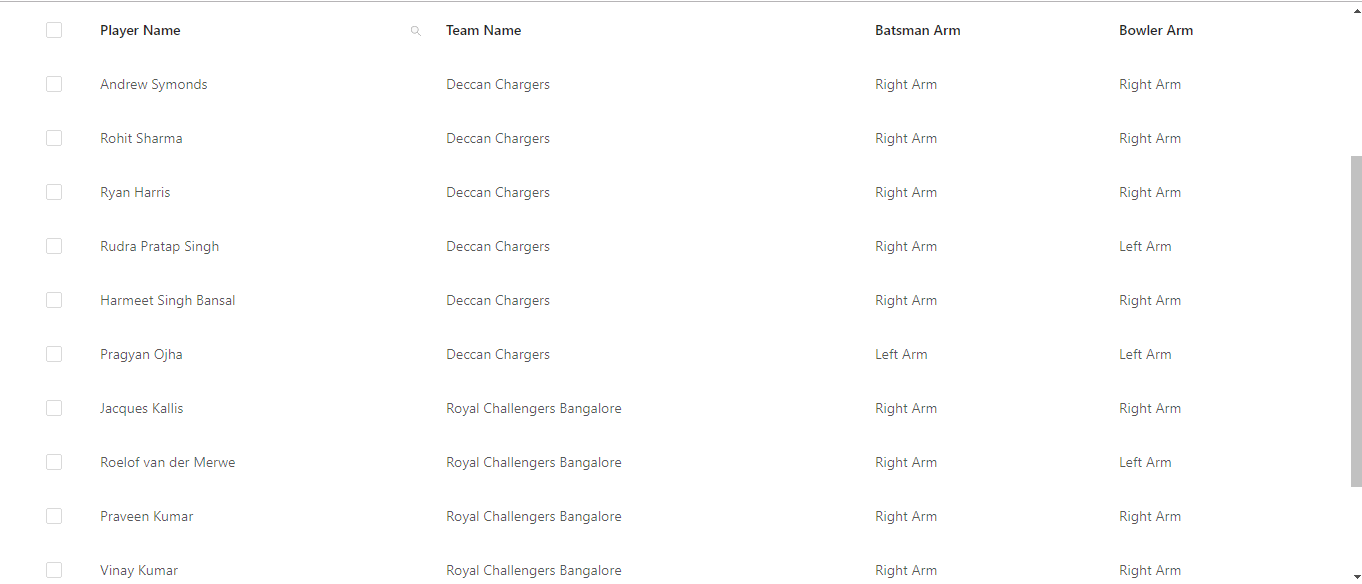 Player Name Team Name Batsman Arm Bowler Arm
Andrew Symonds Deccan Chargers Right Arm Right Arm
Rohit Sharma Deccan Chargers Right Arm Right Arm
Ryan Harris Deccan Chargers Right Arm Right Arm
Rudra Pratap Singh Deccan Chargers Right Arm Left Arm
Harmeet Singh Bansal Deccan Chargers Right Arm Right Arm
Pragyan Ojha Deccan Chargers Left Arm Left Arm
Jacques Kallis Royal Challengers Bangalore Right Arm Right Arm
Roelof van der Merwe Royal Challengers Bangalore Right Arm Left Arm
Praveen Kumar Royal Challengers Bangalore Right Arm Right Arm
Vinay Kumar Royal Challengers Bangalore Right Arm Right Arm